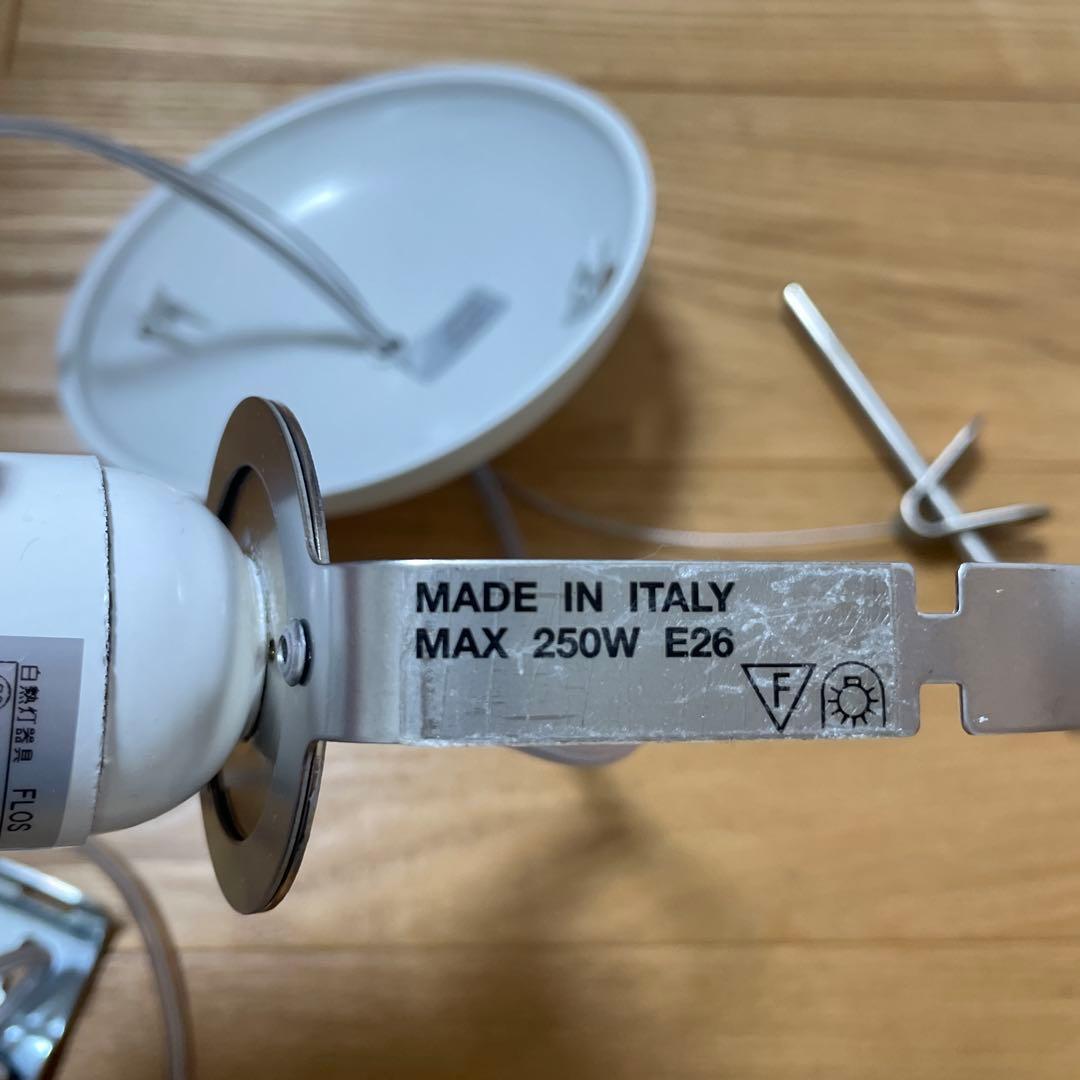 MADE IN ITALY
MAX 250W E26
F
白熱灯器具 FLOS